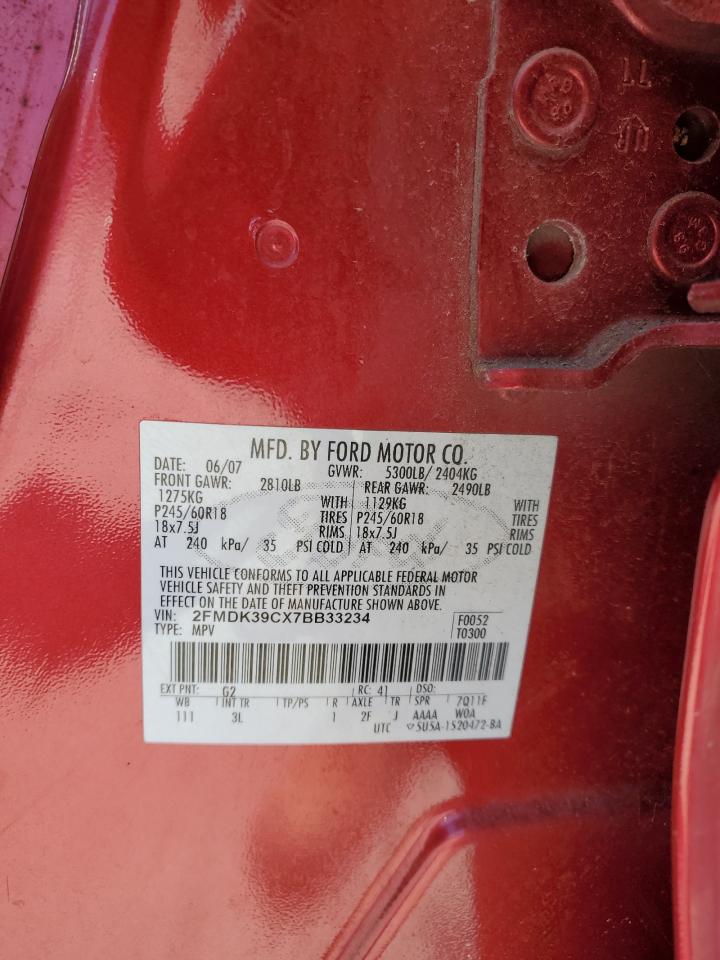 MFD. BY FORD MOTOR CO.
DATE: 06/07 GVWR: 5300LB/ 2404KG
FRONT GAWR: 2810LB REAR GAWR: 2490LB
1275KG WITH 1129KG WITH
P245/60R18 TIRES P245/60R18 TIRES
18x7.5J RIMS 18x7.5J RIMS
AT 240 kPa/ 35 PSI COLD AT 240 kPa/ 35 PSI COLD
THIS VEHICLE CONFORMS TO ALL APPLICABLE FEDERAL MOTOR
VEHICLE SAFETY AND THEFT PREVENTION STANDARDS IN
EFFECT ON THE DATE OF MANUFACTURE SHOWN ABOVE.
VIN: 2FMDK39CX7BB33234 F0052
TYPE: MPV T0300
EXT PNT: G2 RC: 41 DSO:
WB INT TR TP/PS R AXLE TR SPR 7Q11F
111 3L 1 2F J AAAA W0A
UTC 5U5A-1520472-BA